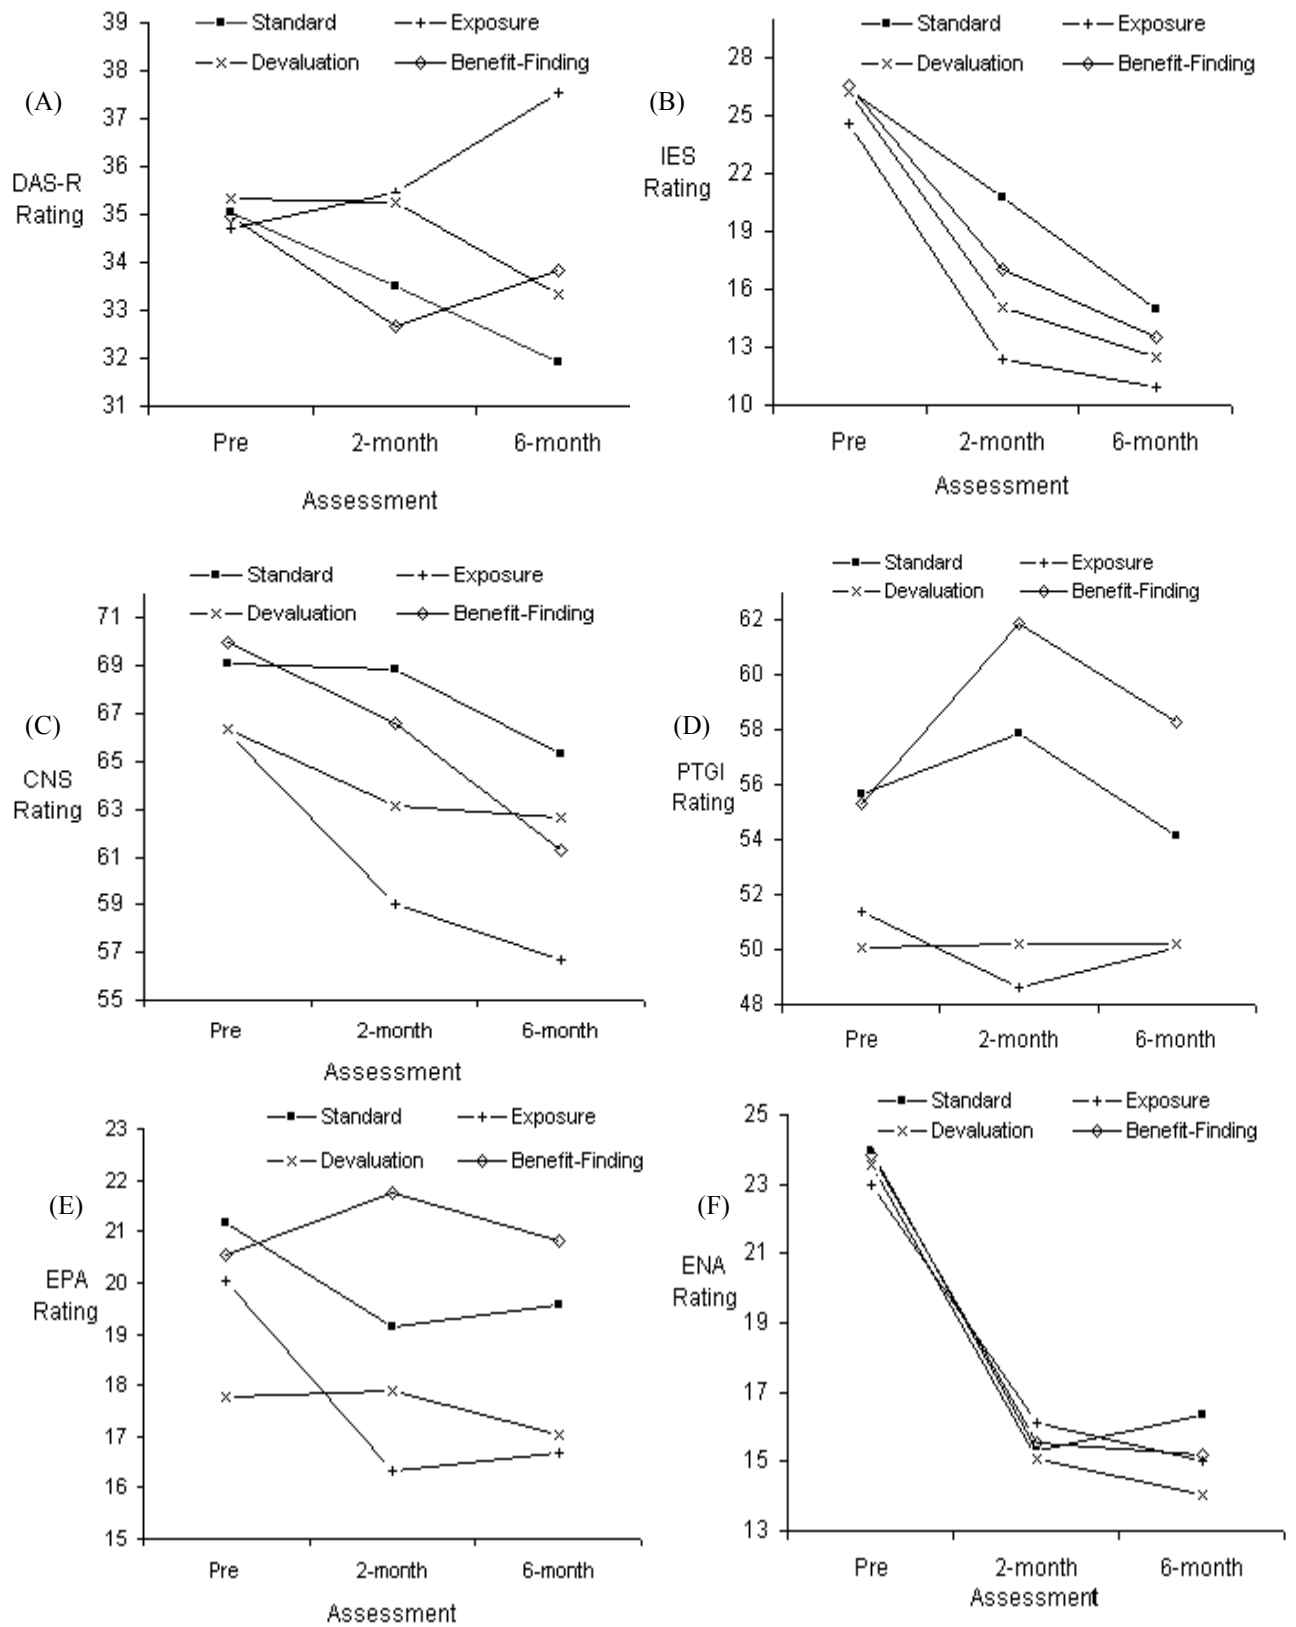 (A)
Standard Exposure
Devaluation Benefit-Finding
DAS-R
Rating
39
38
37
36
35
34
33
32
31
Pre 2-month 6-month
Assessment
(B)
Standard Exposure
Devaluation Benefit-Finding
IES
Rating
28
25
22
19
16
13
10
Pre 2-month 6-month
Assessment
(C)
Standard Exposure
Devaluation Benefit-Finding
CNS
Rating
71
69
67
65
63
61
59
57
55
Pre 2-month 6-month
Assessment
(D)
Standard Exposure
Devaluation Benefit-Finding
PTGI
Rating
62
60
58
56
54
52
50
48
Pre 2-month 6-month
(E)
Standard Exposure
Devaluation Benefit-Finding
EPA
Rating
23
22
21
20
19
18
17
16
15
Pre 2-month 6-month
Assessment
(F)
Standard Exposure
Devaluation Benefit-Finding
ENA
Rating
25
23
21
19
17
15
13
Pre 2-month 6-month
Assessment